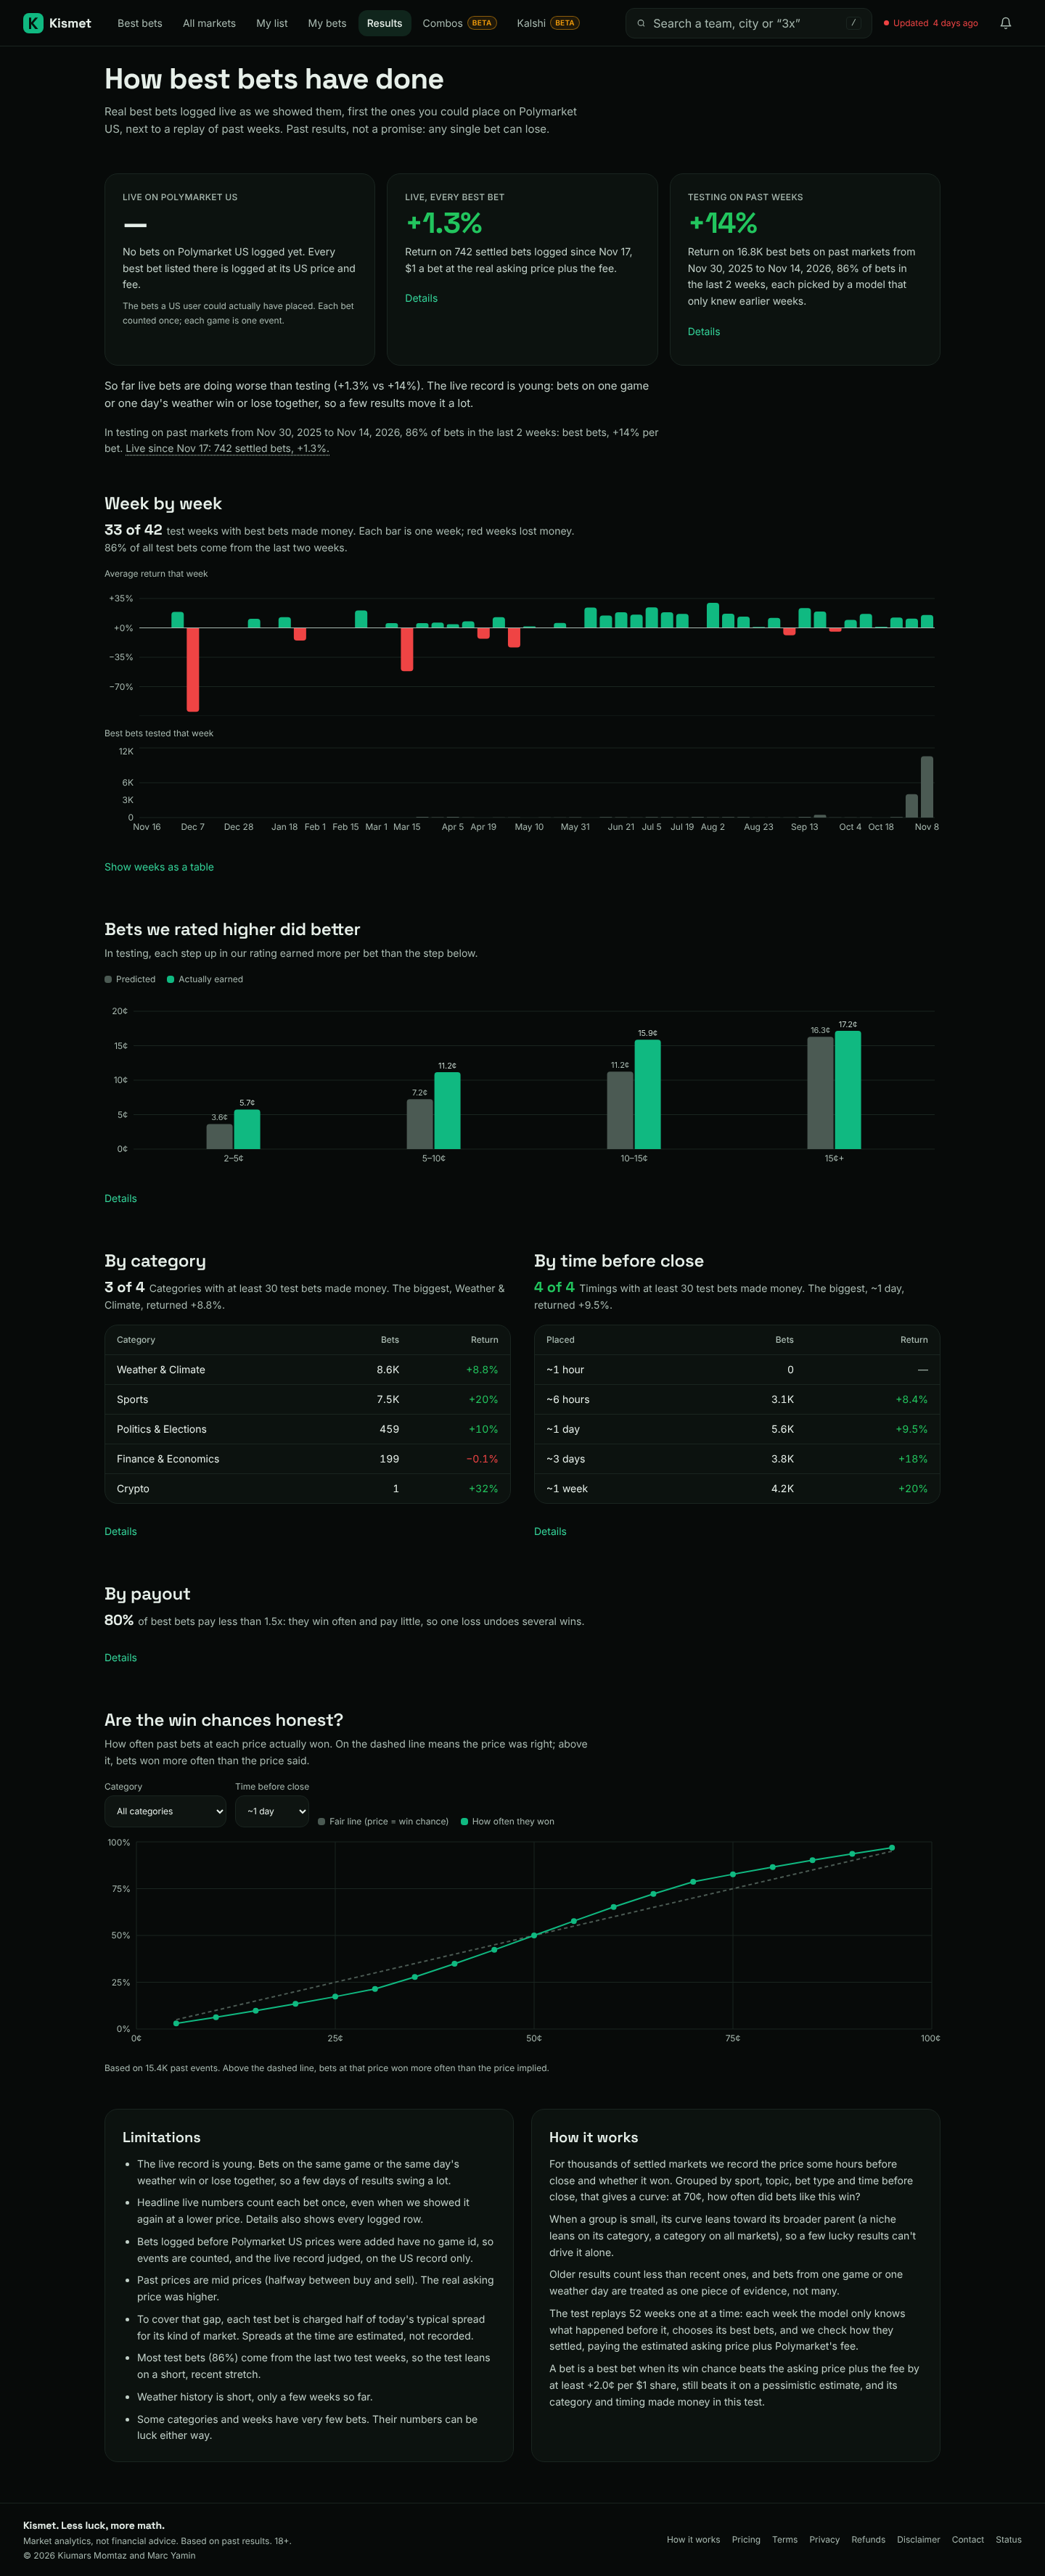 K Kismet Best bets All markets My list My bets Results Combos BETA Kalshi BETA Search a team, city or “3x” / Updated 4 days ago
How best bets have done
Real best bets logged live as we showed them, first the ones you could place on Polymarket
US, next to a replay of past weeks. Past results, not a promise: any single bet can lose.
LIVE ON POLYMARKET US
—
No bets on Polymarket US logged yet. Every
best bet listed there is logged at its US price and
fee.
The bets a US user could actually have placed. Each bet
counted once; each game is one event.
LIVE, EVERY BEST BET
+1.3%
Return on 742 settled bets logged since Nov 17,
$1 a bet at the real asking price plus the fee.
Details
TESTING ON PAST WEEKS
+14%
Return on 16.8K best bets on past markets from
Nov 30, 2025 to Nov 14, 2026, 86% of bets in
the last 2 weeks, each picked by a model that
only knew earlier weeks.
Details
So far live bets are doing worse than testing (+1.3% vs +14%). The live record is young: bets on one game
or one day's weather win or lose together, so a few results move it a lot.
In testing on past markets from Nov 30, 2025 to Nov 14, 2026, 86% of bets in the last 2 weeks: best bets, +14% per
bet. Live since Nov 17: 742 settled bets, +1.3%.
Week by week
33 of 42 test weeks with best bets made money. Each bar is one week; red weeks lost money.
86% of all test bets come from the last two weeks.
Average return that week
+35%
+0%
−35%
−70%
Best bets tested that week
12K
6K
3K
0
Nov 16 Dec 7 Dec 28 Jan 18 Feb 1 Feb 15 Mar 1 Mar 15 Apr 5 Apr 19 May 10 May 31 Jun 21 Jul 5 Jul 19 Aug 2 Aug 23 Sep 13 Oct 4 Oct 18 Nov 8
Show weeks as a table
Bets we rated higher did better
In testing, each step up in our rating earned more per bet than the step below.
Predicted Actually earned
20¢
15¢
10¢
5¢
0¢
3.6¢ 5.7¢ 7.2¢ 11.2¢ 11.2¢ 15.9¢ 16.3¢ 17.2¢
2–5¢ 5–10¢ 10–15¢ 15¢+
Details
By category
3 of 4 Categories with at least 30 test bets made money. The biggest, Weather &
Climate, returned +8.8%.
Category Bets Return
Weather & Climate 8.6K +8.8%
Sports 7.5K +20%
Politics & Elections 459 +10%
Finance & Economics 199 −0.1%
Crypto 1 +32%
Details
By time before close
4 of 4 Timings with at least 30 test bets made money. The biggest, ~1 day,
returned +9.5%.
Placed Bets Return
~1 hour 0 —
~6 hours 3.1K +8.4%
~1 day 5.6K +9.5%
~3 days 3.8K +18%
~1 week 4.2K +20%
Details
By payout
80% of best bets pay less than 1.5x: they win often and pay little, so one loss undoes several wins.
Details
Are the win chances honest?
How often past bets at each price actually won. On the dashed line means the price was right; above
it, bets won more often than the price said.
Category Time before close
All categories ~1 day Fair line (price = win chance) How often they won
100%
75%
50%
25%
0%
0¢ 25¢ 50¢ 75¢ 100¢
Based on 15.4K past events. Above the dashed line, bets at that price won more often than the price implied.
Limitations
• The live record is young. Bets on the same game or the same day's
weather win or lose together, so a few days of results swing a lot.
• Headline live numbers count each bet once, even when we showed it
again at a lower price. Details also shows every logged row.
• Bets logged before Polymarket US prices were added have no game id, so
events are counted, and the live record judged, on the US record only.
• Past prices are mid prices (halfway between buy and sell). The real asking
price was higher.
• To cover that gap, each test bet is charged half of today's typical spread
for its kind of market. Spreads at the time are estimated, not recorded.
• Most test bets (86%) come from the last two test weeks, so the test leans
on a short, recent stretch.
• Weather history is short, only a few weeks so far.
• Some categories and weeks have very few bets. Their numbers can be
luck either way.
How it works
For thousands of settled markets we record the price some hours before
close and whether it won. Grouped by sport, topic, bet type and time before
close, that gives a curve: at 70¢, how often did bets like this win?
When a group is small, its curve leans toward its broader parent (a niche
leans on its category, a category on all markets), so a few lucky results can't
drive it alone.
Older results count less than recent ones, and bets from one game or one
weather day are treated as one piece of evidence, not many.
The test replays 52 weeks one at a time: each week the model only knows
what happened before it, chooses its best bets, and we check how they
settled, paying the estimated asking price plus Polymarket's fee.
A bet is a best bet when its win chance beats the asking price plus the fee by
at least +2.0¢ per $1 share, still beats it on a pessimistic estimate, and its
category and timing made money in this test.
Kismet. Less luck, more math.
Market analytics, not financial advice. Based on past results. 18+.
© 2026 Kiumars Momtaz and Marc Yamin
How it works Pricing Terms Privacy Refunds Disclaimer Contact Status